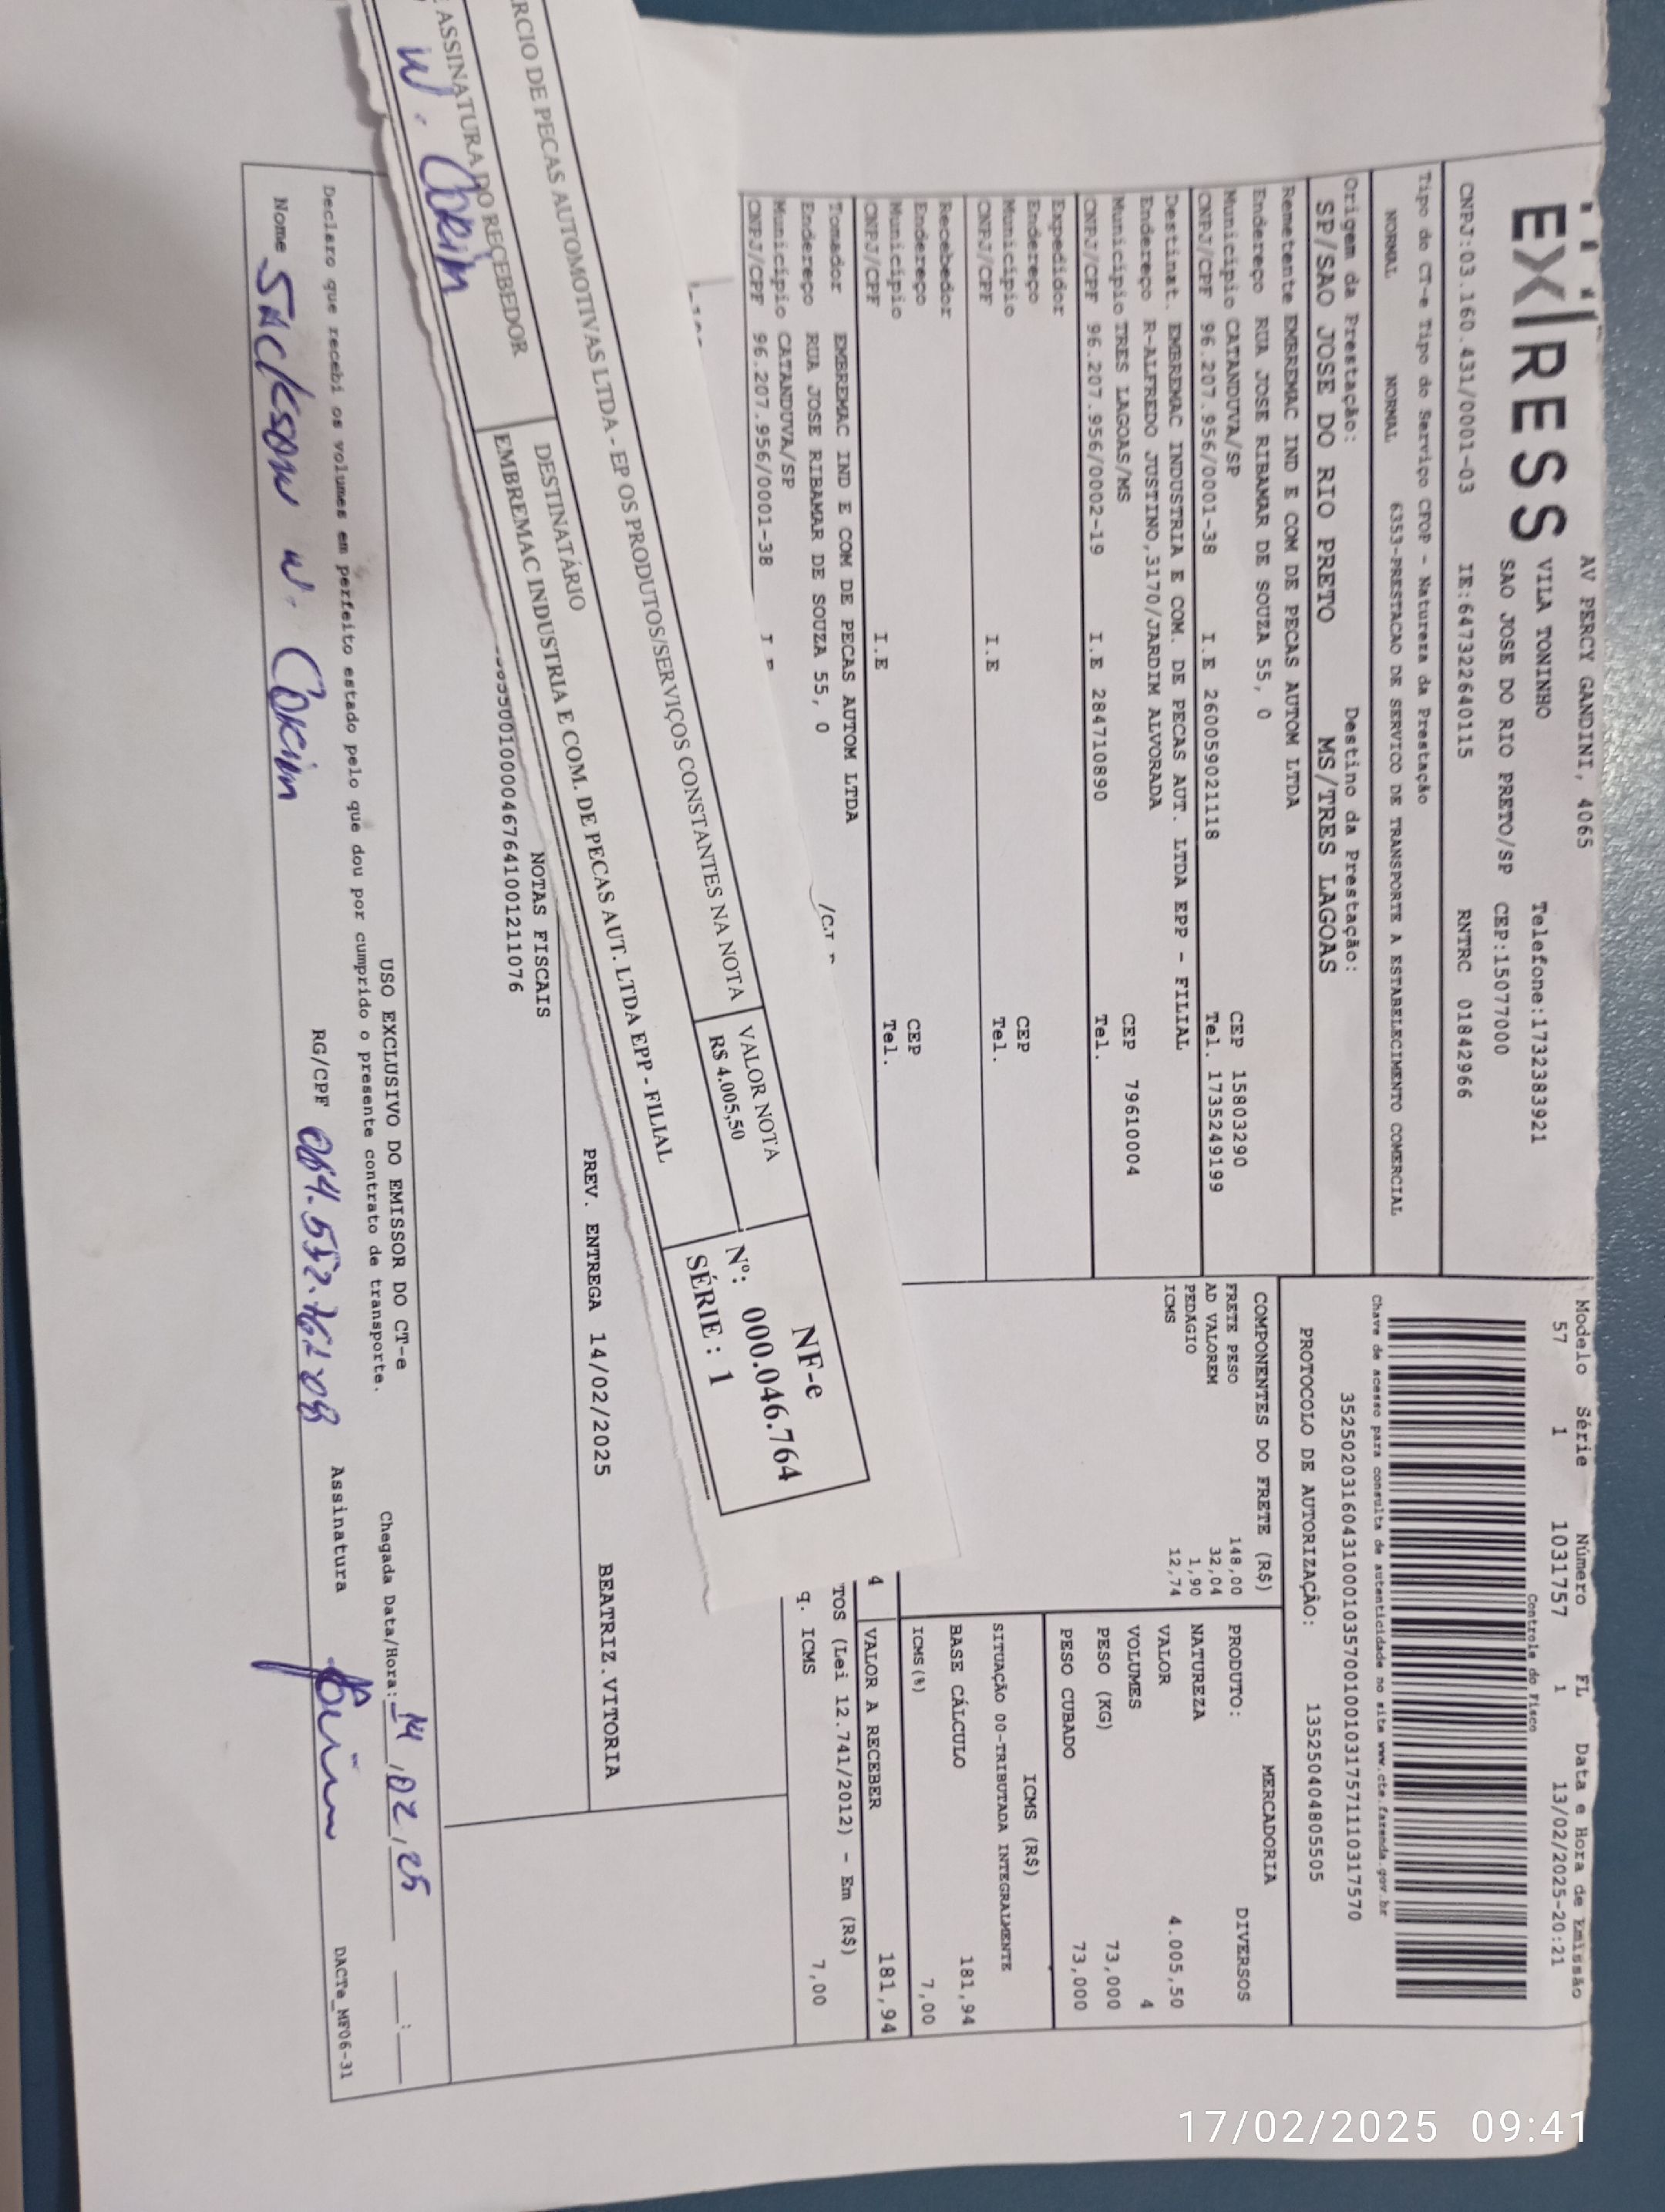 EXPRESS
AV PERCY GANDINI, 4065
VILA TONINHO
Telefone:1732383921
SAO JOSE DO RIO PRETO/SP CEP:15077000
CNPJ:03.160.431/0001-03 IE:647322640115 RNTRC 01842966
Modelo Série Número FL Data e Hora de Emissão
57 1 1031757 1 13/02/2025-20:21
Controle do Fisco
Chave de acesso para consulta de autenticidade no site www.cte.fazenda.gov.br
35250203160431000103570010010317571110317570
PROTOCOLO DE AUTORIZAÇÃO: 135250404805505
Tipo do CT-e Tipo do Serviço CFOP - Natureza da Prestação
NORMAL NORMAL 6353-PRESTACAO DE SERVICO DE TRANSPORTE A ESTABELECIMENTO COMERCIAL
Origem da Prestação: Destino da Prestação:
SP/SAO JOSE DO RIO PRETO MS/TRES LAGOAS
Remetente EMBREMAC IND E COM DE PECAS AUTOM LTDA
Endereço RUA JOSE RIBAMAR DE SOUZA 55, 0
Município CATANDUVA/SP CEP 15803290
CNPJ/CPF 96.207.956/0001-38 I.E 260059021118 Tel. 1735249199
Destinat. EMBREMAC INDUSTRIA E COM. DE PECAS AUT. LTDA EPP - FILIAL
Endereço R-ALFREDO JUSTINO,3170/JARDIM ALVORADA
Município TRES LAGOAS/MS CEP 79610004
CNPJ/CPF 96.207.956/0002-19 I.E 284710890 Tel.
Expedidor
Endereço
Município CEP
CNPJ/CPF I.E Tel.
Recebedor
Endereço
Município CEP
CNPJ/CPF I.E Tel.
Tomador EMBREMAC IND E COM DE PECAS AUTOM LTDA
Endereço RUA JOSE RIBAMAR DE SOUZA 55, 0
Município CATANDUVA/SP
CNPJ/CPF 96.207.956/0001-38
COMPONENTES DO FRETE (R$)
FRETE PESO 148,00
AD VALOREM 32,04
PEDAGIO 1,90
ICMS 12,74
MERCADORIA
PRODUTO: DIVERSOS
NATUREZA
VALOR 4.005,50
VOLUMES 4
PESO (KG) 73,000
PESO CUBADO 73,000
ICMS (R$)
SITUAÇÃO 00-TRIBUTADA INTEGRALMENTE
BASE CÁLCULO 181,94
ICMS(%) 7,00
4 VALOR A RECEBER 181,94
TOS (Lei 12.741/2012) - Em (R$)
q. ICMS 7,00
RCIO DE PECAS AUTOMOTIVAS LTDA - EP OS PRODUTOS/SERVIÇOS CONSTANTES NA NOTA
VALOR NOTA
R$ 4.005,50
NF-e
Nº: 000.046.764
SÉRIE : 1
E ASSINATURA DO RECEBEDOR
W. Corim
DESTINATÁRIO
EMBREMAC INDUSTRIA E COM. DE PECAS AUT. LTDA EPP - FILIAL
NOTAS FISCAIS
550010000467641001211076
PREV. ENTREGA 14/02/2025 BEATRIZ.VITORIA
USO EXCLUSIVO DO EMISSOR DO CT-e
Chegada Data/Hora: 14/02/25 __:__
Declaro que recebi os volumes em perfeito estado pelo que dou por cumprido o presente contrato de transporte.
Nome Jackson W. Corim RG/CPF Assinatura
DACTe_MF06-31
17/02/2025 09:41